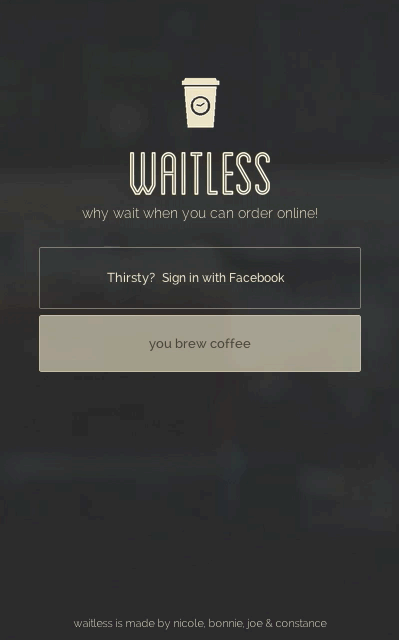 WAITLESS
why wait when you can order online!
Thirsty? Sign in with Facebook
you brew coffee
waitless is made by nicole, bonnie, joe & constance